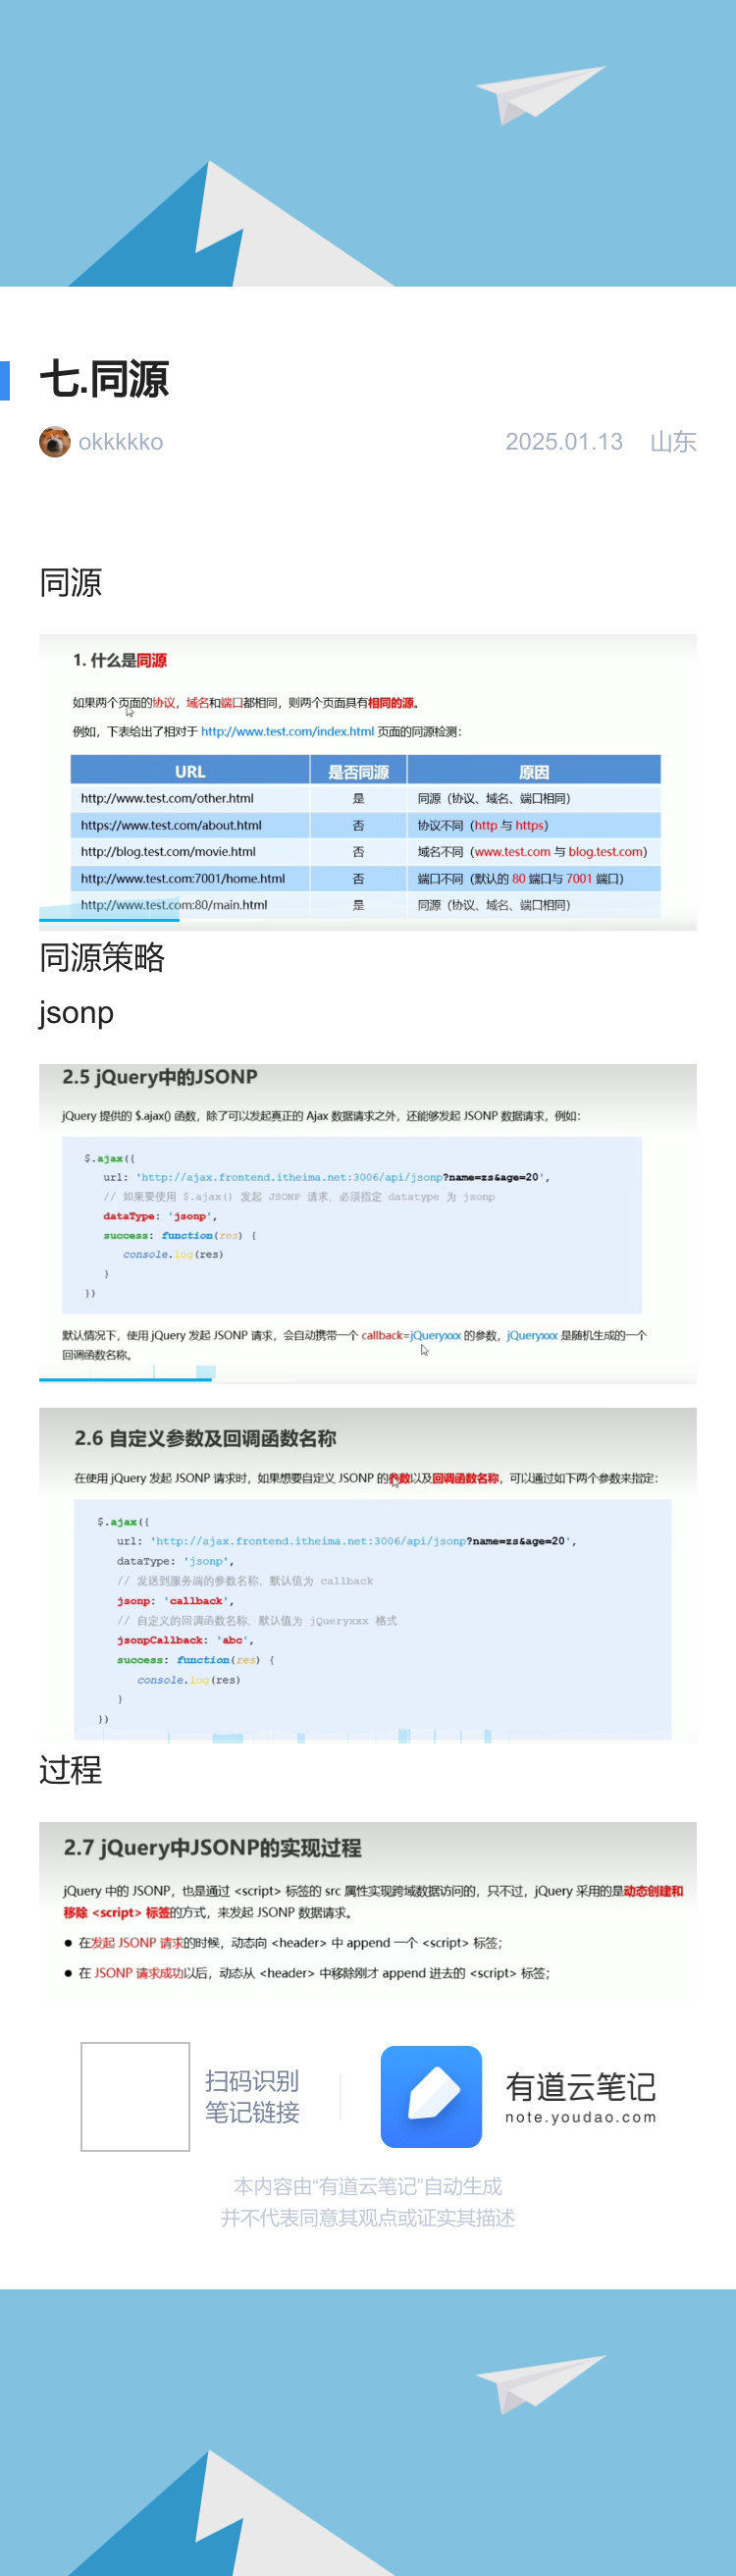 七.同源
okkkkko 2025.01.13 山东
同源
1. 什么是同源
如果两个页面的协议，域名和端口都相同，则两个页面具有相同的源。
例如，下表给出了相对于 http://www.test.com/index.html 页面的同源检测：
URL 是否同源 原因
http://www.test.com/other.html 是 同源（协议、域名、端口相同）
https://www.test.com/about.html 否 协议不同（http 与 https）
http://blog.test.com/movie.html 否 域名不同（www.test.com 与 blog.test.com）
http://www.test.com:7001/home.html 否 端口不同（默认的 80 端口与 7001 端口）
http://www.test.com:80/main.html 是 同源（协议、域名、端口相同）
同源策略
jsonp
2.5 jQuery中的JSONP
jQuery 提供的 $.ajax() 函数，除了可以发起真正的 Ajax 数据请求之外，还能够发起 JSONP 数据请求，例如：
$.ajax({
url: 'http://ajax.frontend.itheima.net:3006/api/jsonp?name=zs&age=20',
// 如果要使用 $.ajax() 发起 JSONP 请求，必须指定 datatype 为 jsonp
dataType: 'jsonp',
success: function(res) {
console.log(res)
}
})
默认情况下，使用 jQuery 发起 JSONP 请求，会自动携带一个 callback=jQueryxxx 的参数，jQueryxxx 是随机生成的一个
回调函数名称。
2.6 自定义参数及回调函数名称
在使用 jQuery 发起 JSONP 请求时，如果想要自定义 JSONP 的参数以及回调函数名称，可以通过如下两个参数来指定：
$.ajax({
url: 'http://ajax.frontend.itheima.net:3006/api/jsonp?name=zs&age=20',
dataType: 'jsonp',
// 发送到服务端的参数名称，默认值为 callback
jsonp: 'callback',
// 自定义的回调函数名称，默认值为 jQueryxxx 格式
jsonpCallback: 'abc',
success: function(res) {
console.log(res)
}
})
过程
2.7 jQuery中JSONP的实现过程
jQuery 中的 JSONP，也是通过 <script> 标签的 src 属性实现跨域数据访问的，只不过，jQuery 采用的是动态创建和
移除 <script> 标签的方式，来发起 JSONP 数据请求。
● 在发起 JSONP 请求的时候，动态向 <header> 中 append 一个 <script> 标签；
● 在 JSONP 请求成功以后，动态从 <header> 中移除刚才 append 进去的 <script> 标签；
扫码识别
笔记链接
有道云笔记
note.youdao.com
本内容由“有道云笔记”自动生成
并不代表同意其观点或证实其描述